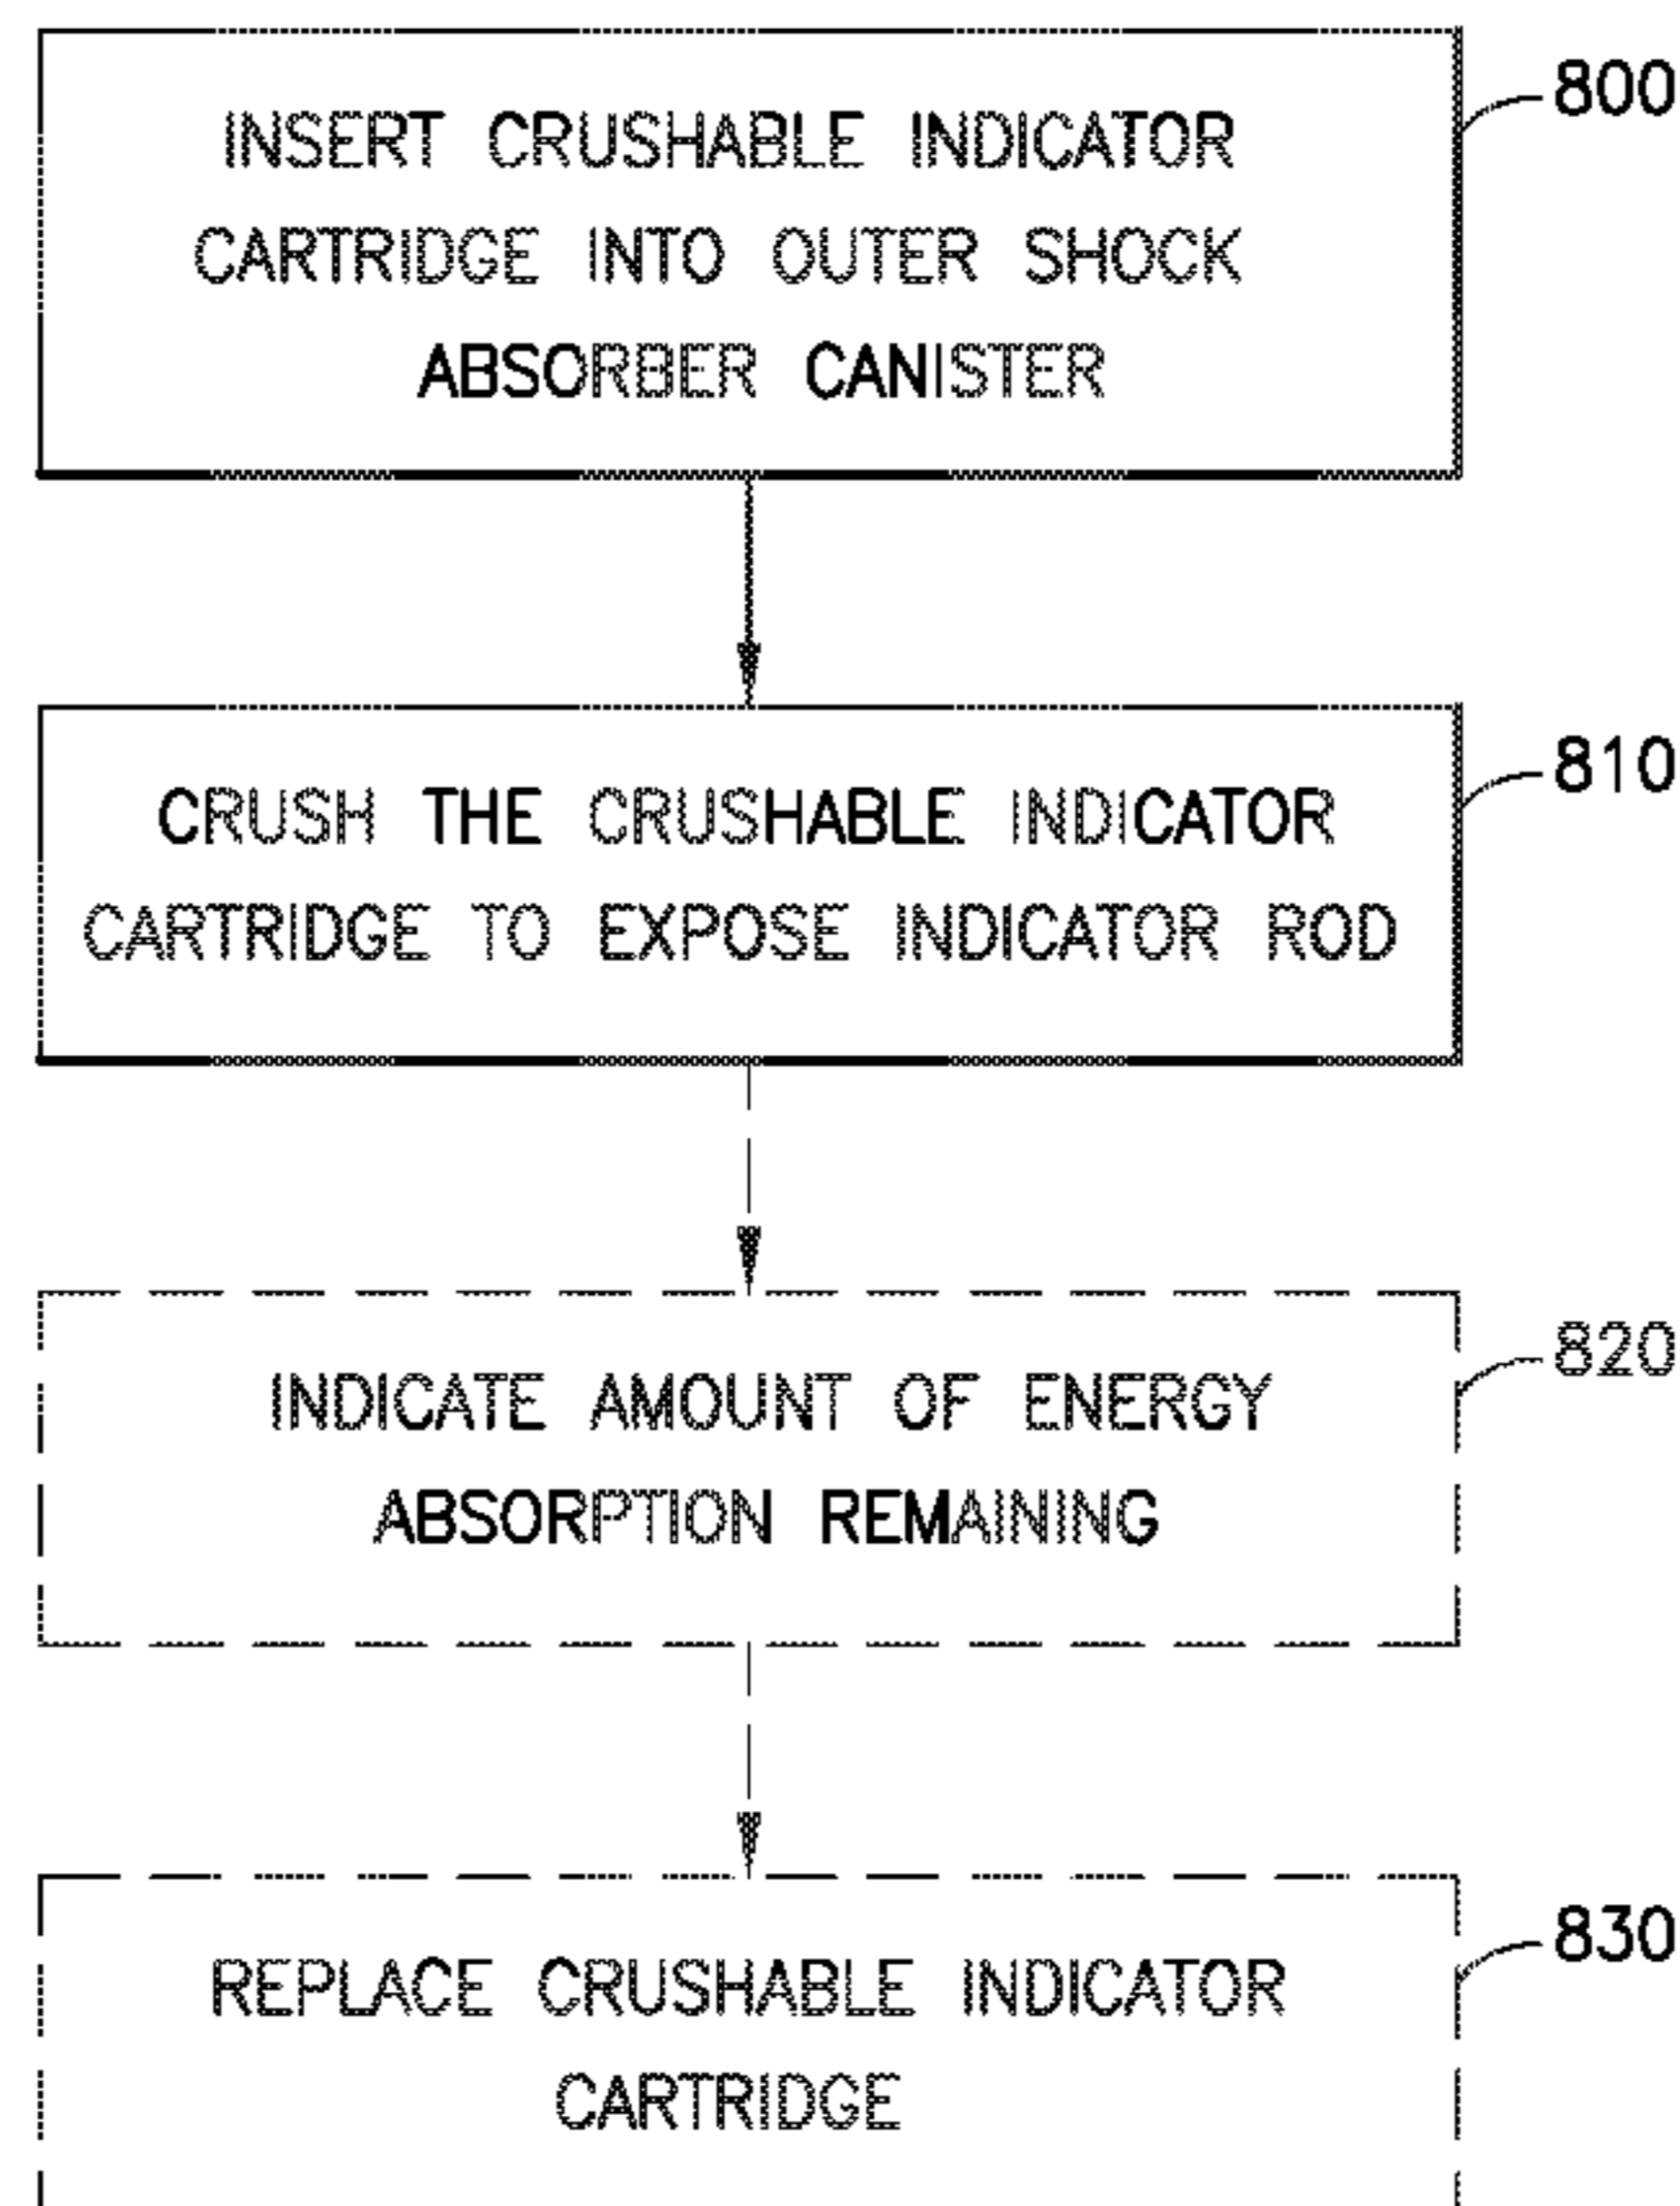 800
INSERT CRUSHABLE INDICATOR
CARTRIDGE INTO OUTER SHOCK
ABSORBER CANISTER
810
CRUSH THE CRUSHABLE INDICATOR
CARTRIDGE TO EXPOSE INDICATOR ROD
820
INDICATE AMOUNT OF ENERGY
ABSORPTION REMAINING
830
REPLACE CRUSHABLE INDICATOR
CARTRIDGE